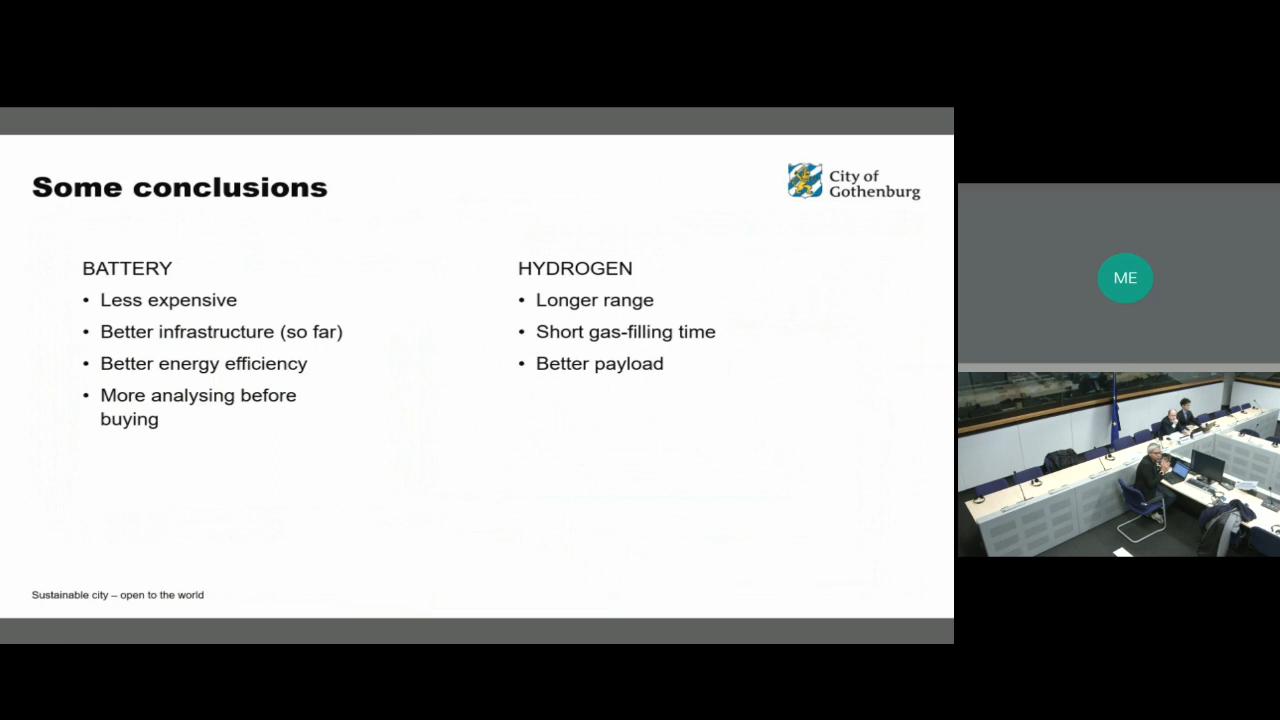 Some conclusions
City of
Gothenburg
BATTERY
• Less expensive
• Better infrastructure (so far)
• Better energy efficiency
• More analysing before
buying
HYDROGEN
• Longer range
• Short gas-filling time
• Better payload
Sustainable city – open to the world
ME